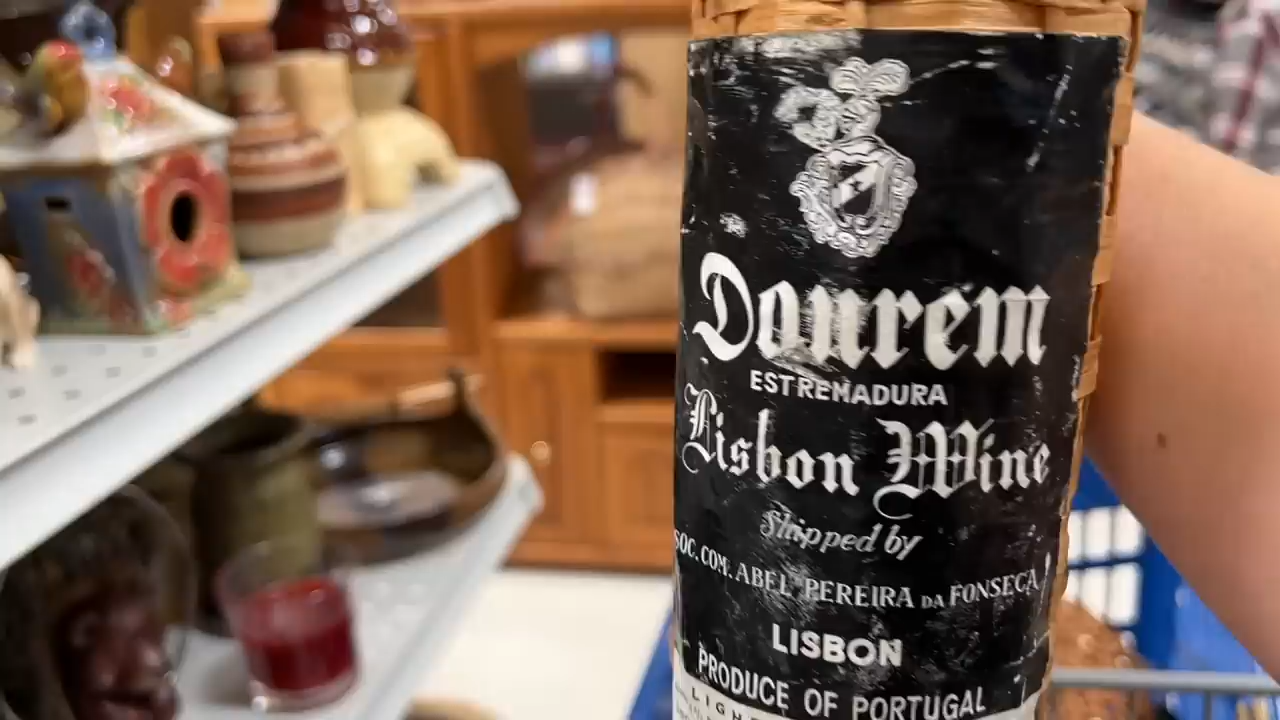 Dourem
ESTREMADURA
Lisbon Wine
Shipped by
SOC. COM. ABEL PEREIRA DA FONSECA
LISBON
PRODUCE OF PORTUGAL